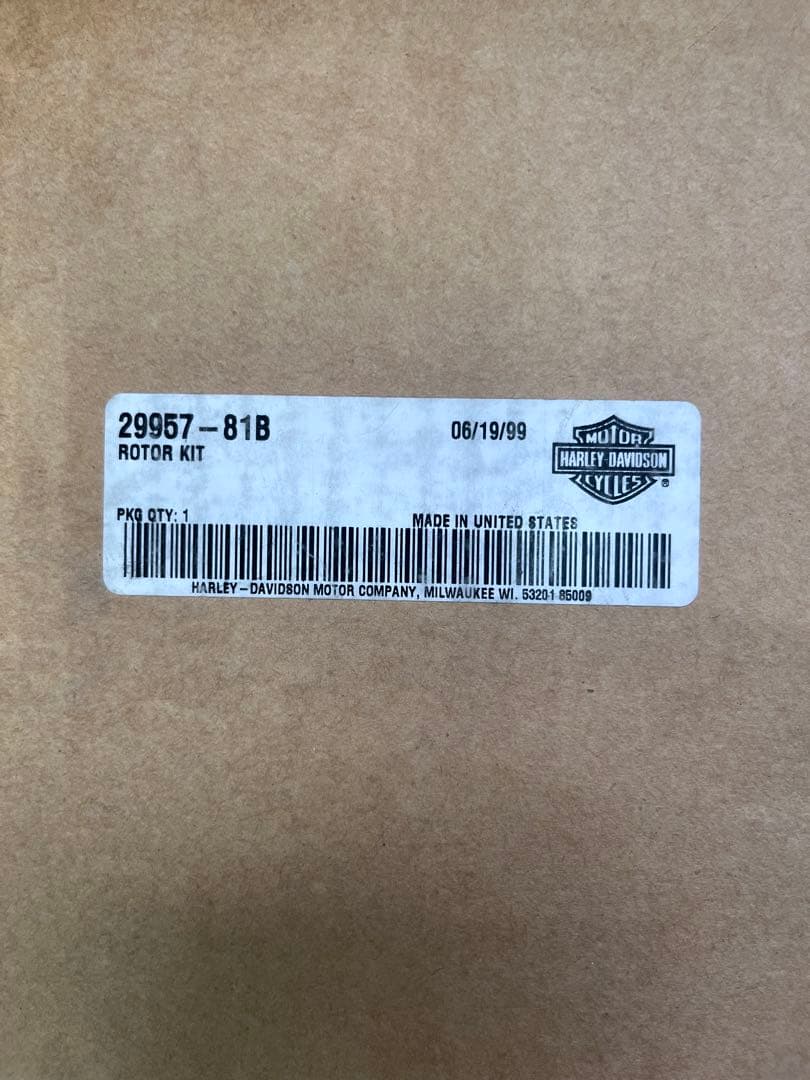 29957-81B
06/19/99
ROTOR KIT
MOTOR
HARLEY-DAVIDSON
CYCLES
®
PKG QTY: 1
MADE IN UNITED STATES
HARLEY-DAVIDSON MOTOR COMPANY, MILWAUKEE WI. 53201 85009